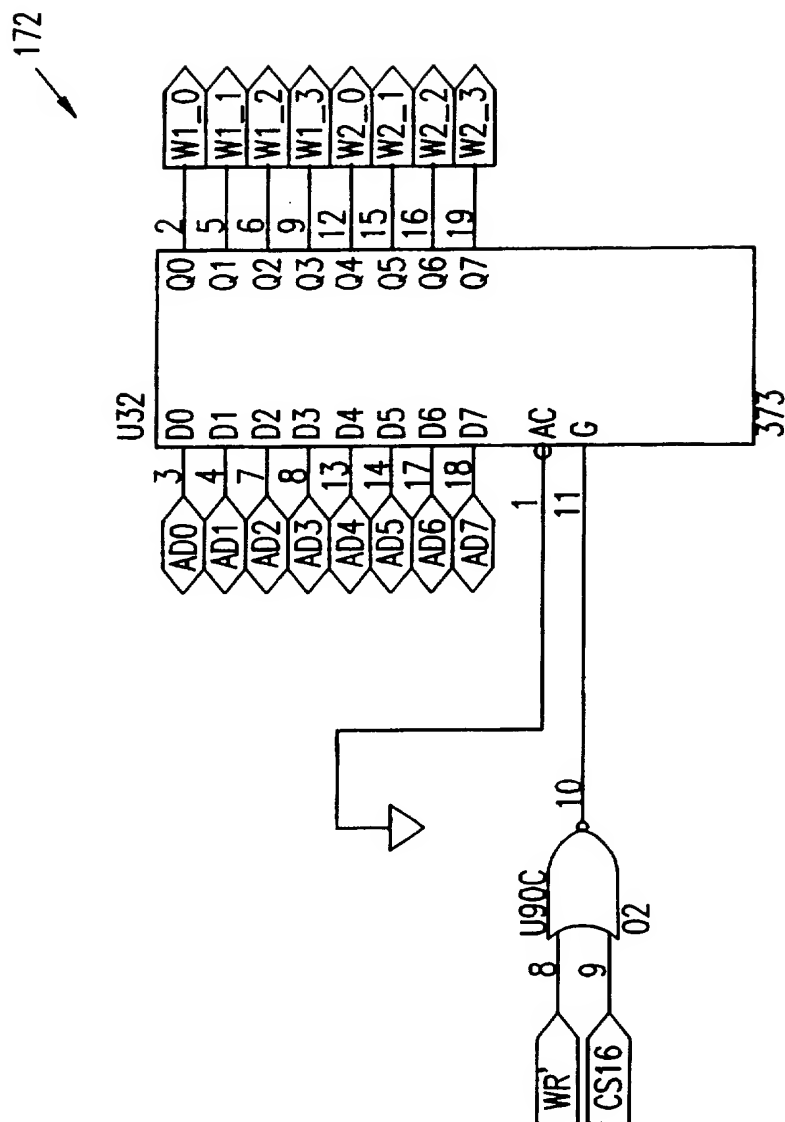 172
W1_0
W1_1
W1_2
W1_3
W2_0
W2_1
W2_2
W2_3
2
5
6
9
12
15
16
19
Q0
Q1
Q2
Q3
Q4
Q5
Q6
Q7
U32
373
D0
D1
D2
D3
D4
D5
D6
D7
AC
G
3
4
7
8
13
14
17
18
1
11
AD0
AD1
AD2
AD3
AD4
AD5
AD6
AD7
10
U90C
02
8
9
WR'
CS16